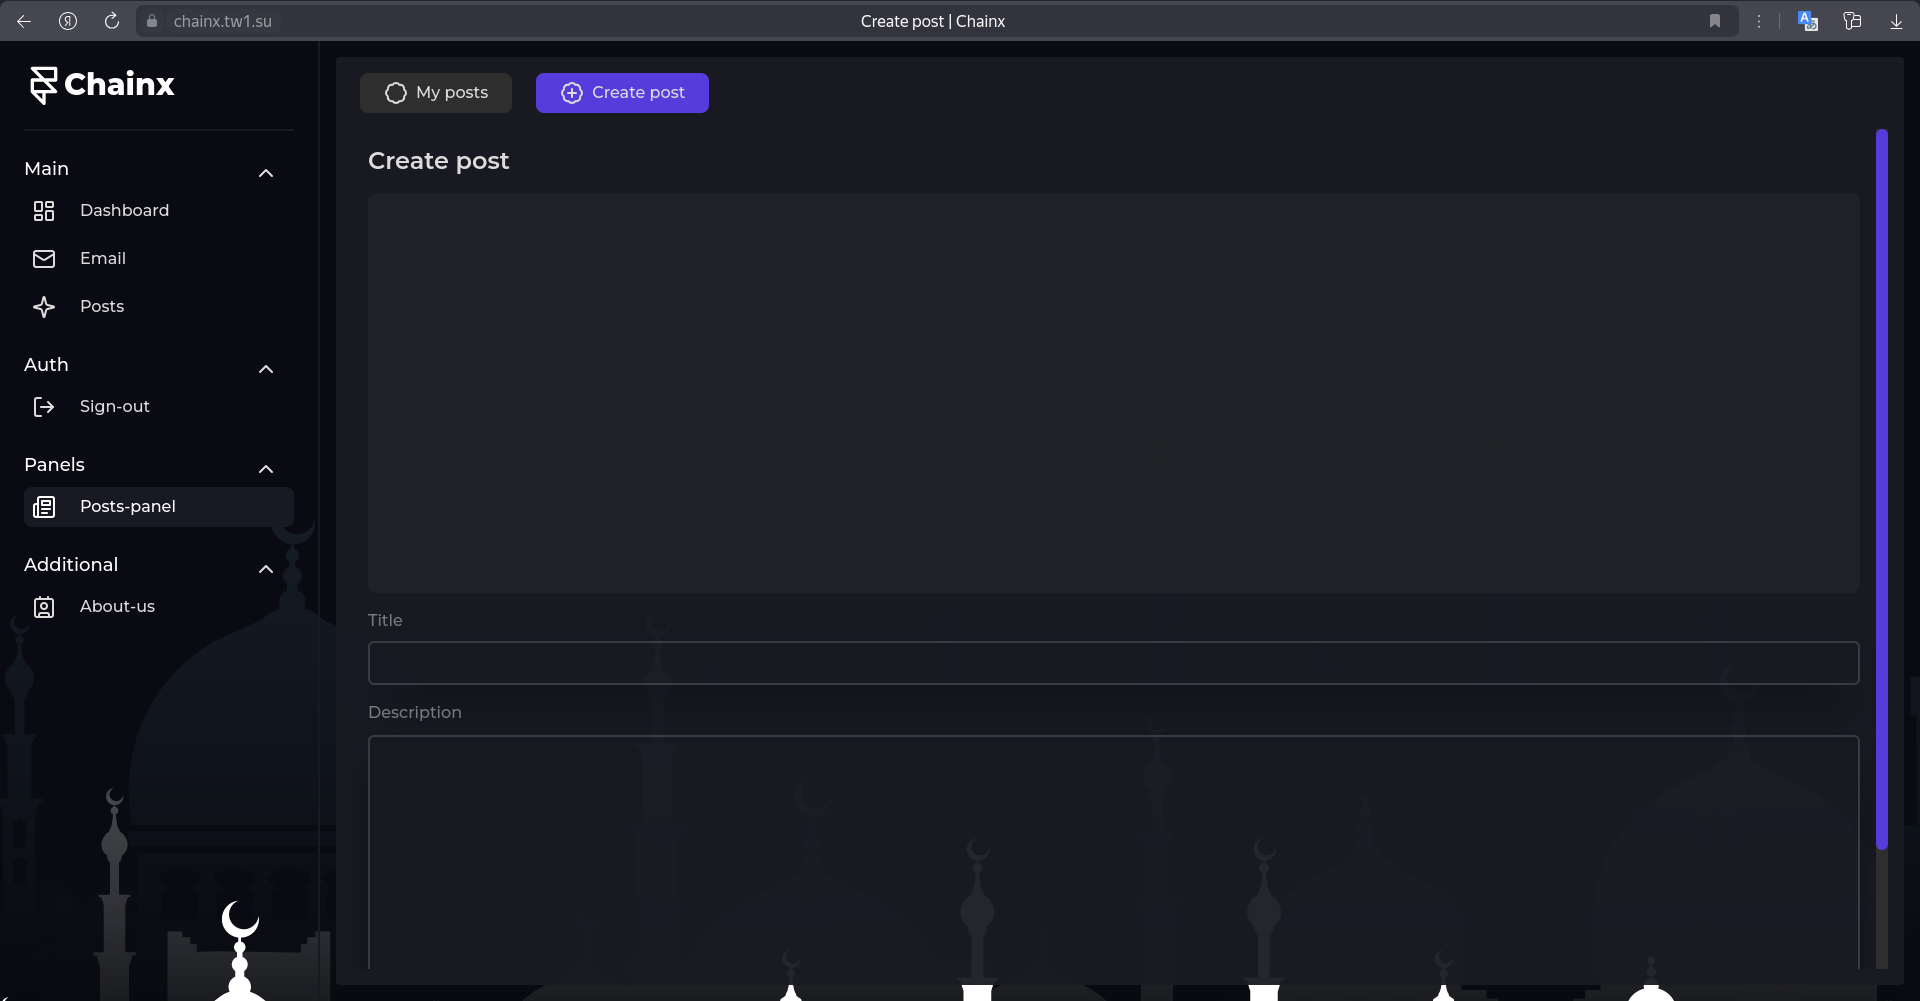 chainx.tw1.su
Create post | Chainx
Chainx
Main
Dashboard
Email
Posts
Auth
Sign-out
Panels
Posts-panel
Additional
About-us
My posts
Create post
Create post
Title
Description